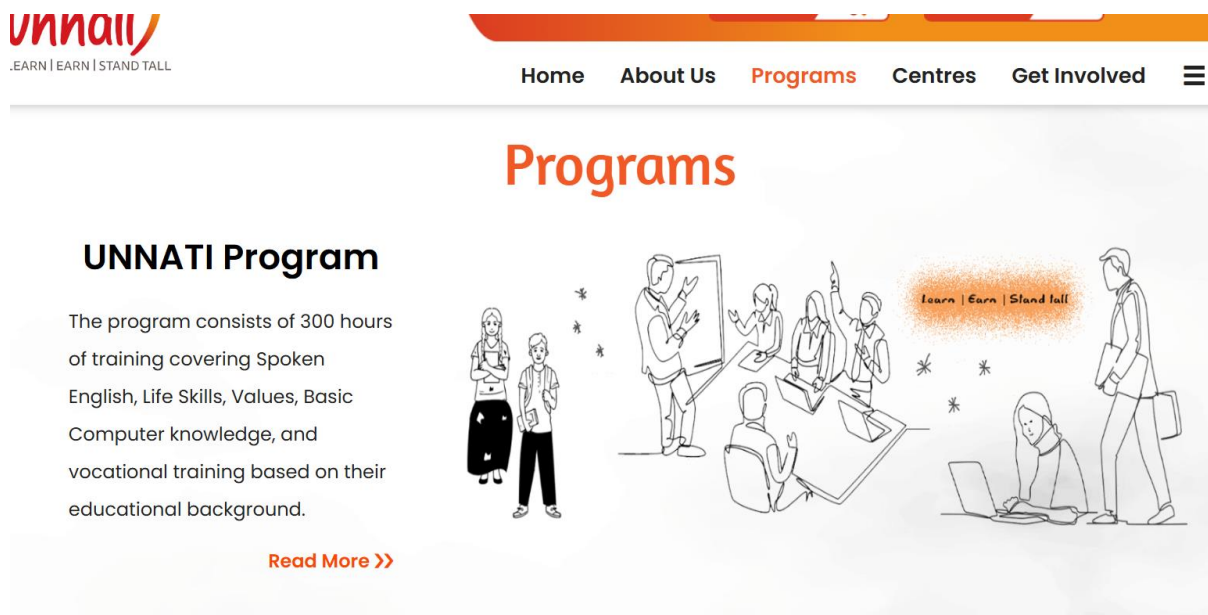 unnati
LEARN | EARN | STAND TALL
Home About Us Programs Centres Get Involved
Programs
UNNATI Program
The program consists of 300 hours
of training covering Spoken
English, Life Skills, Values, Basic
Computer knowledge, and
vocational training based on their
educational background.
Read More
Learn | Earn | Stand tall